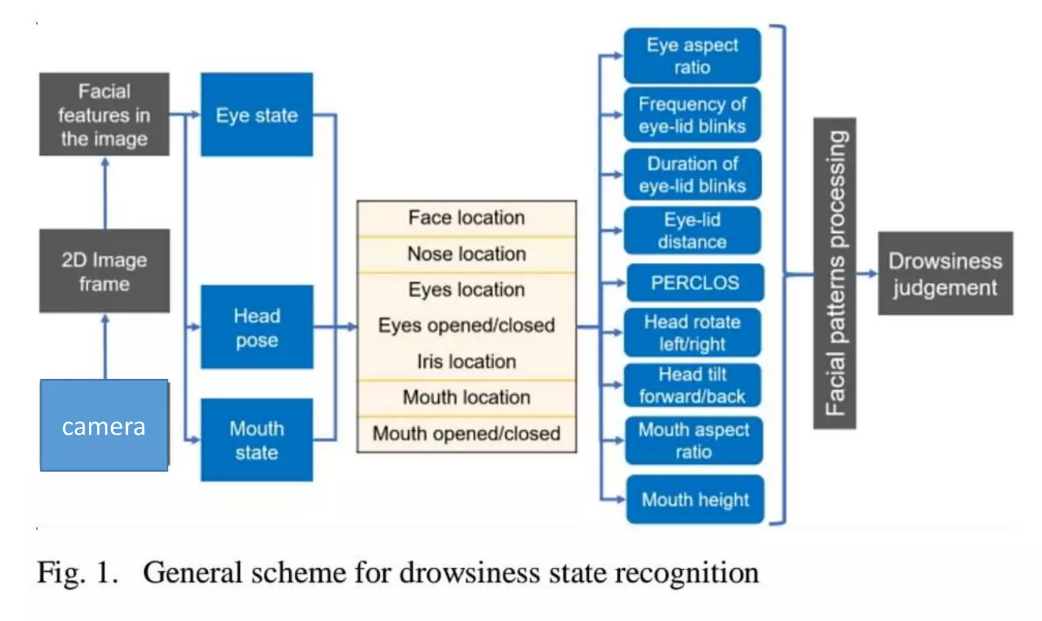 Facial
features in
the image
2D Image
frame
camera
Eye state
Head
pose
Mouth
state
Face location
Nose location
Eyes location
Eyes opened/closed
Iris location
Mouth location
Mouth opened/closed
Eye aspect
ratio
Frequency of
eye-lid blinks
Duration of
eye-lid blinks
Eye-lid
distance
PERCLOS
Head rotate
left/right
Head tilt
forward/back
Mouth aspect
ratio
Mouth height
Facial patterns processing
Drowsiness
judgement
Fig. 1. General scheme for drowsiness state recognition